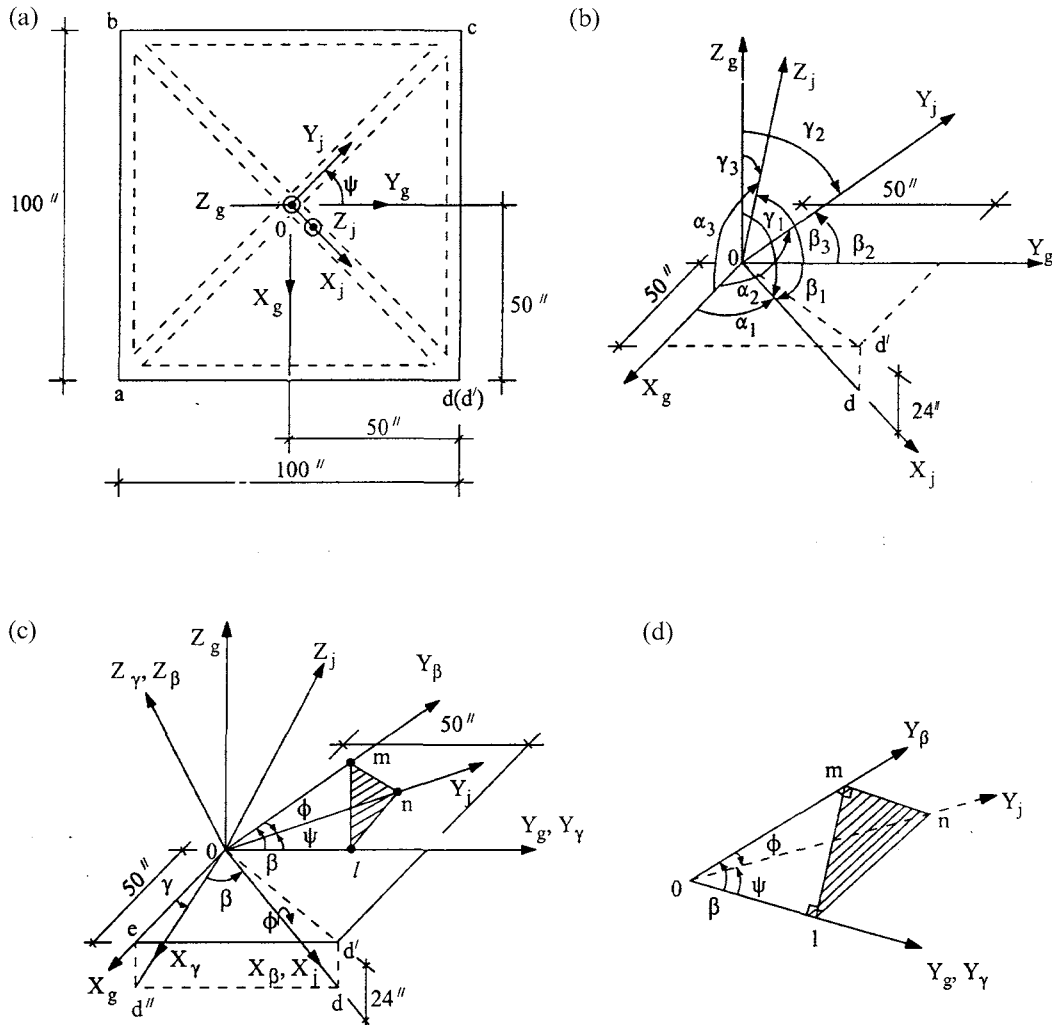 (a)
b
c
Y_j
ψ
100″
Z_g
Y_g
0
Z_j
X_j
X_g
50″
a
d(d′)
50″
100″
(b)
Z_g
Z_j
Y_j
γ_2
γ_3
50″
α_3
γ_1
β_3
β_2
0
Y_g
50″
α_2
β_1
α_1
d′
X_g
d
24″
X_j
(c)
Z_g
Z_j
Z_γ, Z_β
Y_β
50″
m
n
Y_j
ϕ
ψ
Y_g, Y_γ
0
β
l
50″
γ
β
ϕ
e
d′
X_γ
X_β, X_j
X_g
d″
d
24″
(d)
Y_β
m
Y_j
n
ϕ
0
ψ
β
1
Y_g, Y_γ